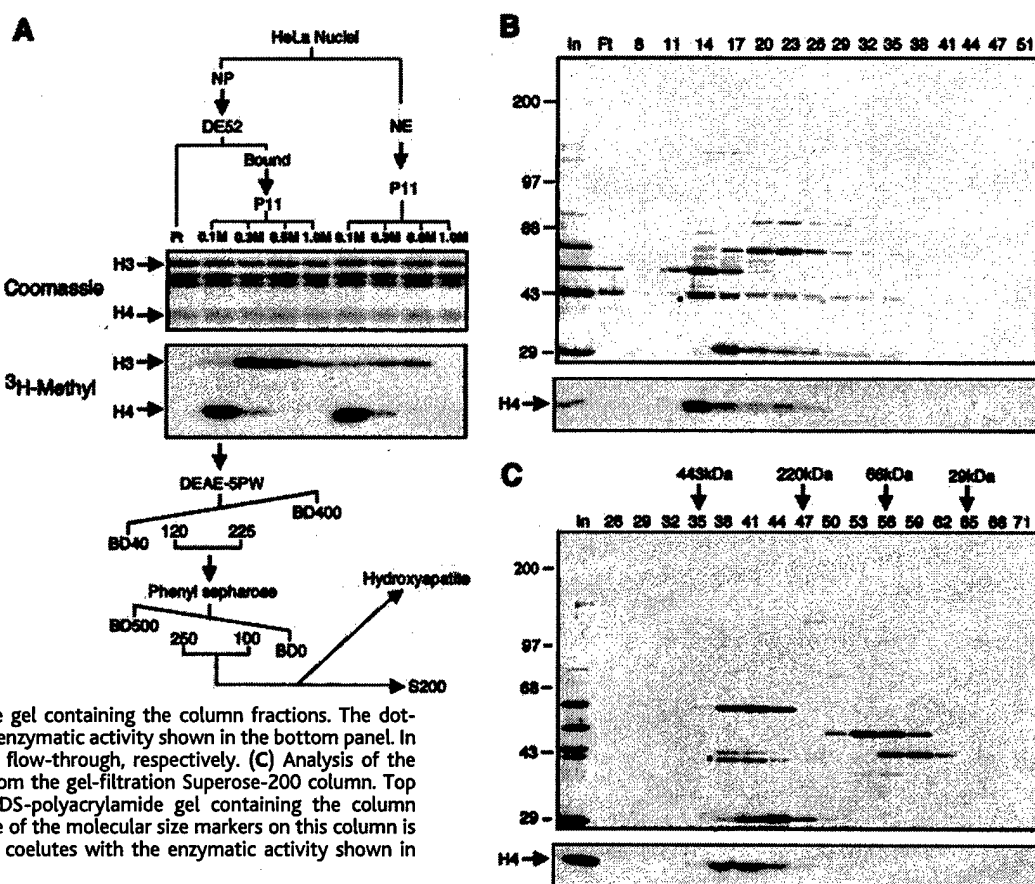 A
HeLa Nuclei
NP
DE52
NE
Bound
P11
P11
Ft 0.1M 0.3M 0.5M 1.0M 0.1M 0.3M 0.5M 1.0M
H3
Coomassie
H4
H3
³H-Methyl
H4
DEAE-5PW
BD40 120 225 BD400
Phenyl sepharose
Hydroxyapatite
BD500 250 100 BD0
S200
B
In Ft 8 11 14 17 20 23 26 29 32 35 38 41 44 47 51
200
97
68
43
29
H4
C
443kDa 220kDa 66kDa 29kDa
In 26 29 32 35 38 41 44 47 50 53 56 59 62 65 68 71
200
97
68
43
29
H4
e gel containing the column fractions. The dot-
enzymatic activity shown in the bottom panel. In
flow-through, respectively. (C) Analysis of the
om the gel-filtration Superose-200 column. Top
DS-polyacrylamide gel containing the column
e of the molecular size markers on this column is
coelutes with the enzymatic activity shown in